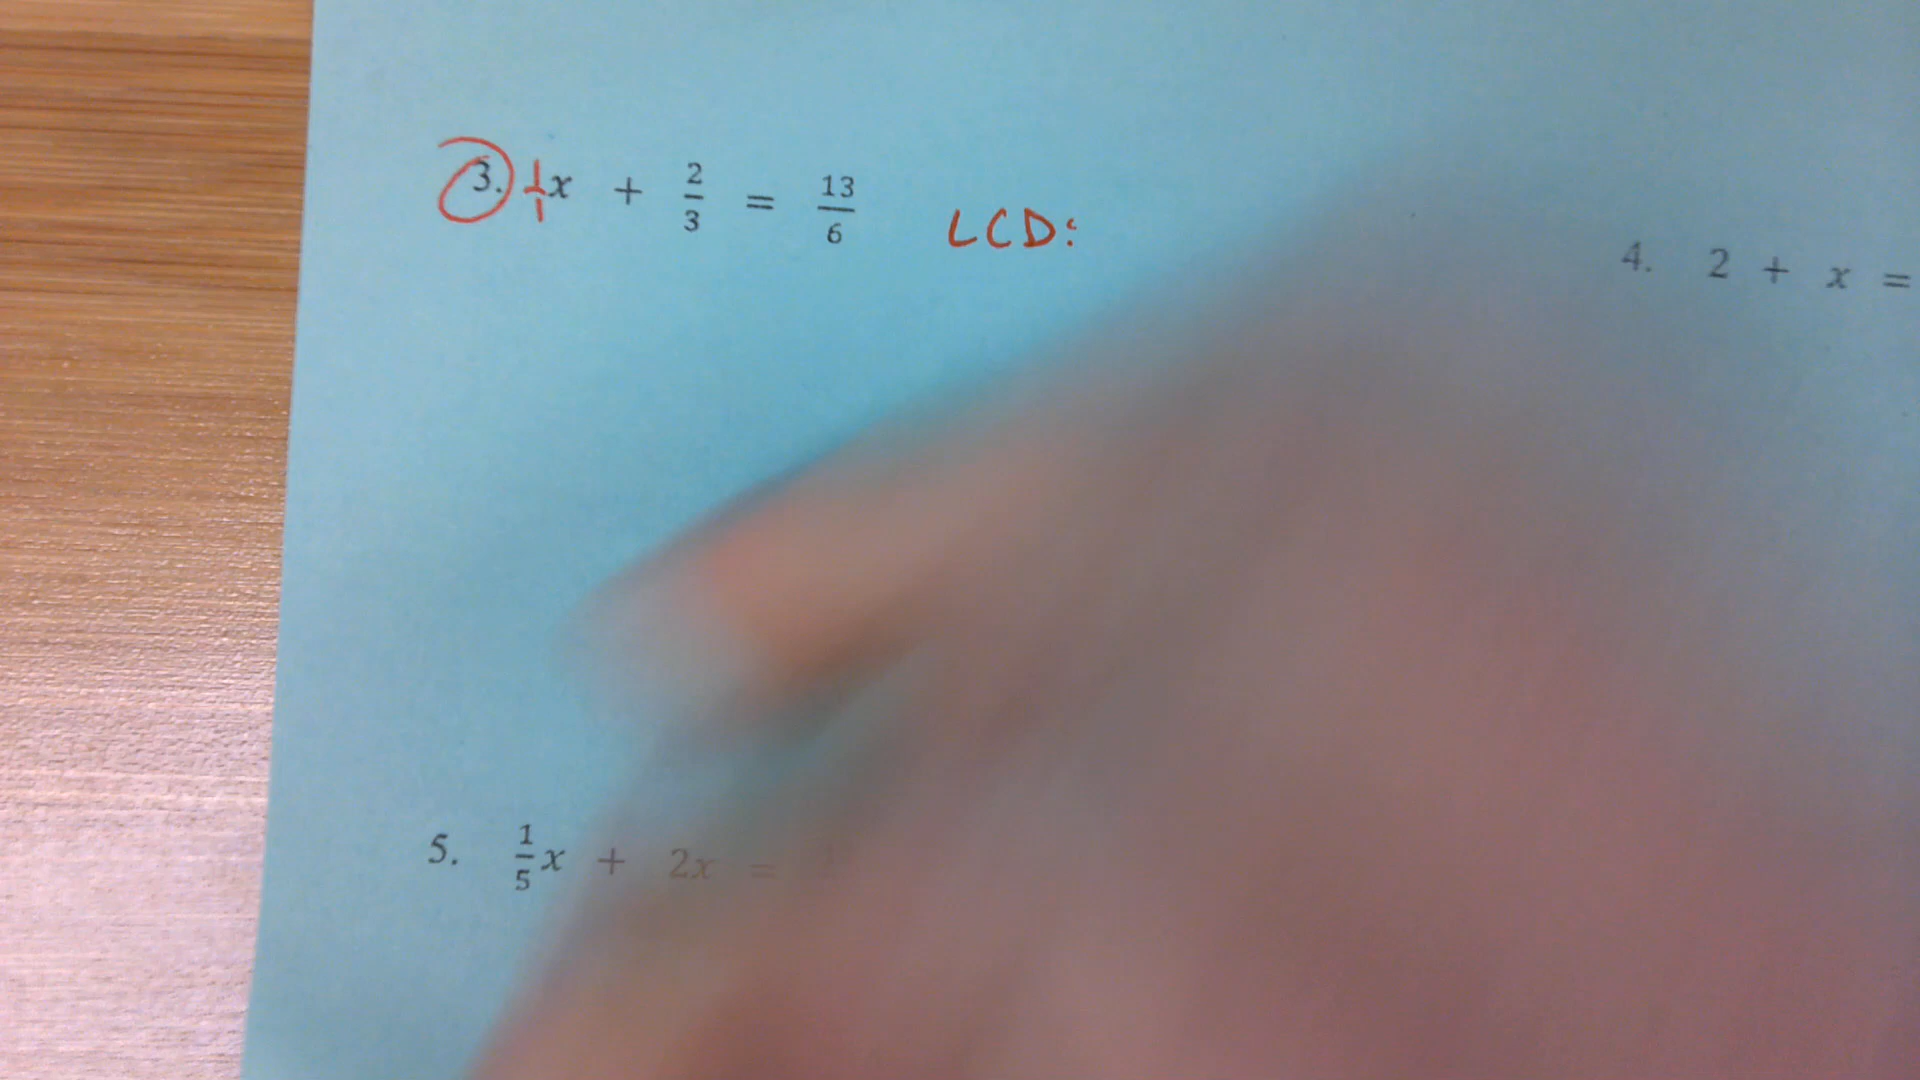 3. 1/1 x + 2/3 = 13/6 LCD:
4. 2 + x =
5. 1/5 x + 2x =